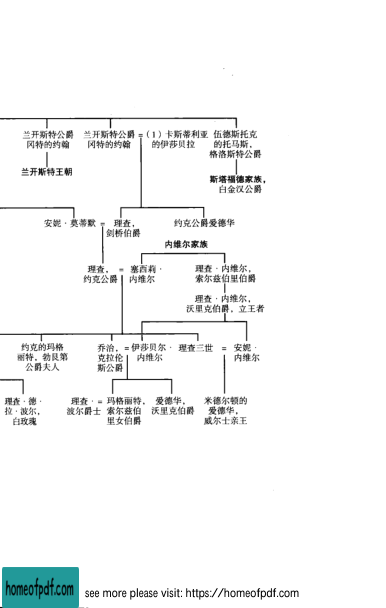 兰开斯特公爵
冈特的约翰
兰开斯特公爵 = (1) 卡斯蒂利亚
冈特的约翰 的伊莎贝拉
伍德斯托克
的托马斯,
格洛斯特公爵
兰开斯特王朝
斯塔福德家族,
白金汉公爵
安妮·莫蒂默 = 理查,
剑桥伯爵
约克公爵爱德华
内维尔家族
理查, = 塞西莉·
约克公爵 内维尔
理查·内维尔,
索尔兹伯里伯爵
理查·内维尔,
沃里克伯爵, 立王者
约克的玛格
丽特, 勃艮第
公爵夫人
乔治, = 伊莎贝尔·
克拉伦 内维尔
斯公爵
理查三世 = 安妮·
内维尔
理查·德·
拉·波尔,
白玫瑰
理查· = 玛格丽特,
波尔爵士 索尔兹伯
里女伯爵
爱德华,
沃里克伯爵
米德尔顿的
爱德华,
威尔士亲王
homeofpdf.com see more please visit: https://homeofpdf.com